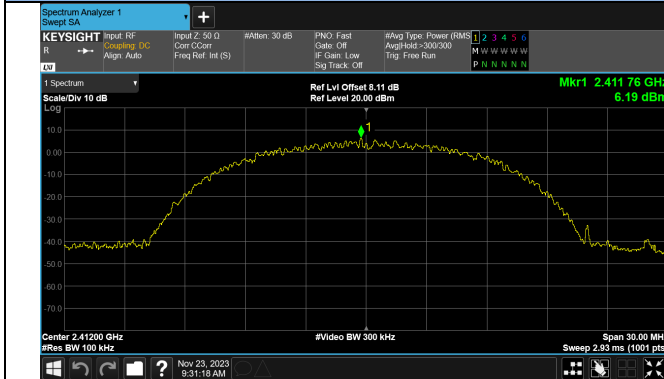 Spectrum Analyzer 1
Swept SA
+
KEYSIGHT
R
LXI
Input: RF
Coupling: DC
Align: Auto
Input Z: 50 Ω
Corr CCorr
Freq Ref: Int (S)
#Atten: 30 dB
PNO: Fast
Gate: Off
IF Gain: Low
Sig Track: Off
#Avg Type: Power (RMS
Avg|Hold:>300/300
Trig: Free Run
1 2 3 4 5 6
M W W W W W
P N N N N N
1 Spectrum
Scale/Div 10 dB
Log
Ref Lvl Offset 8.11 dB
Ref Level 20.00 dBm
Mkr1 2.411 76 GHz
6.19 dBm
1
10.0
0.00
-10.0
-20.0
-30.0
-40.0
-50.0
-60.0
-70.0
Center 2.41200 GHz
#Res BW 100 kHz
#Video BW 300 kHz
Span 30.00 MH
Sweep 2.93 ms (1001 pts
?
Nov 23, 2023
9:31:18 AM